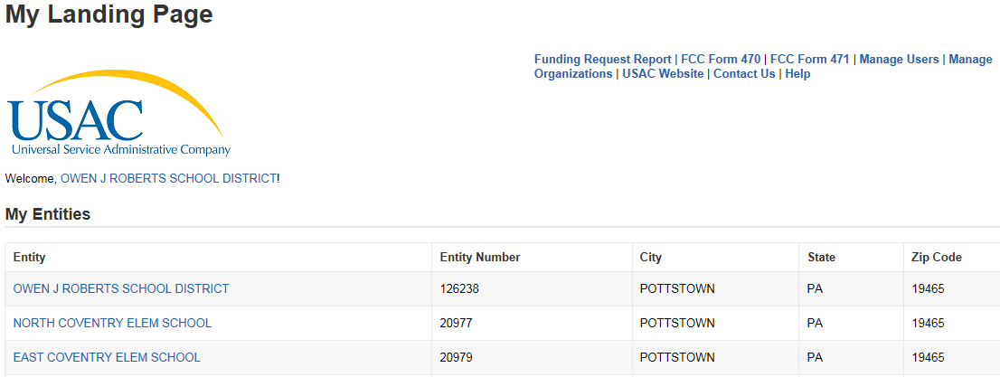 My Landing Page
Funding Request Report | FCC Form 470 | FCC Form 471 | Manage Users | Manage
Organizations | USAC Website | Contact Us | Help
USAC
Universal Service Administrative Company
Welcome, OWEN J ROBERTS SCHOOL DISTRICT!
My Entities
Entity Entity Number City State Zip Code
OWEN J ROBERTS SCHOOL DISTRICT 126238 POTTSTOWN PA 19465
NORTH COVENTRY ELEM SCHOOL 20977 POTTSTOWN PA 19465
EAST COVENTRY ELEM SCHOOL 20979 POTTSTOWN PA 19465